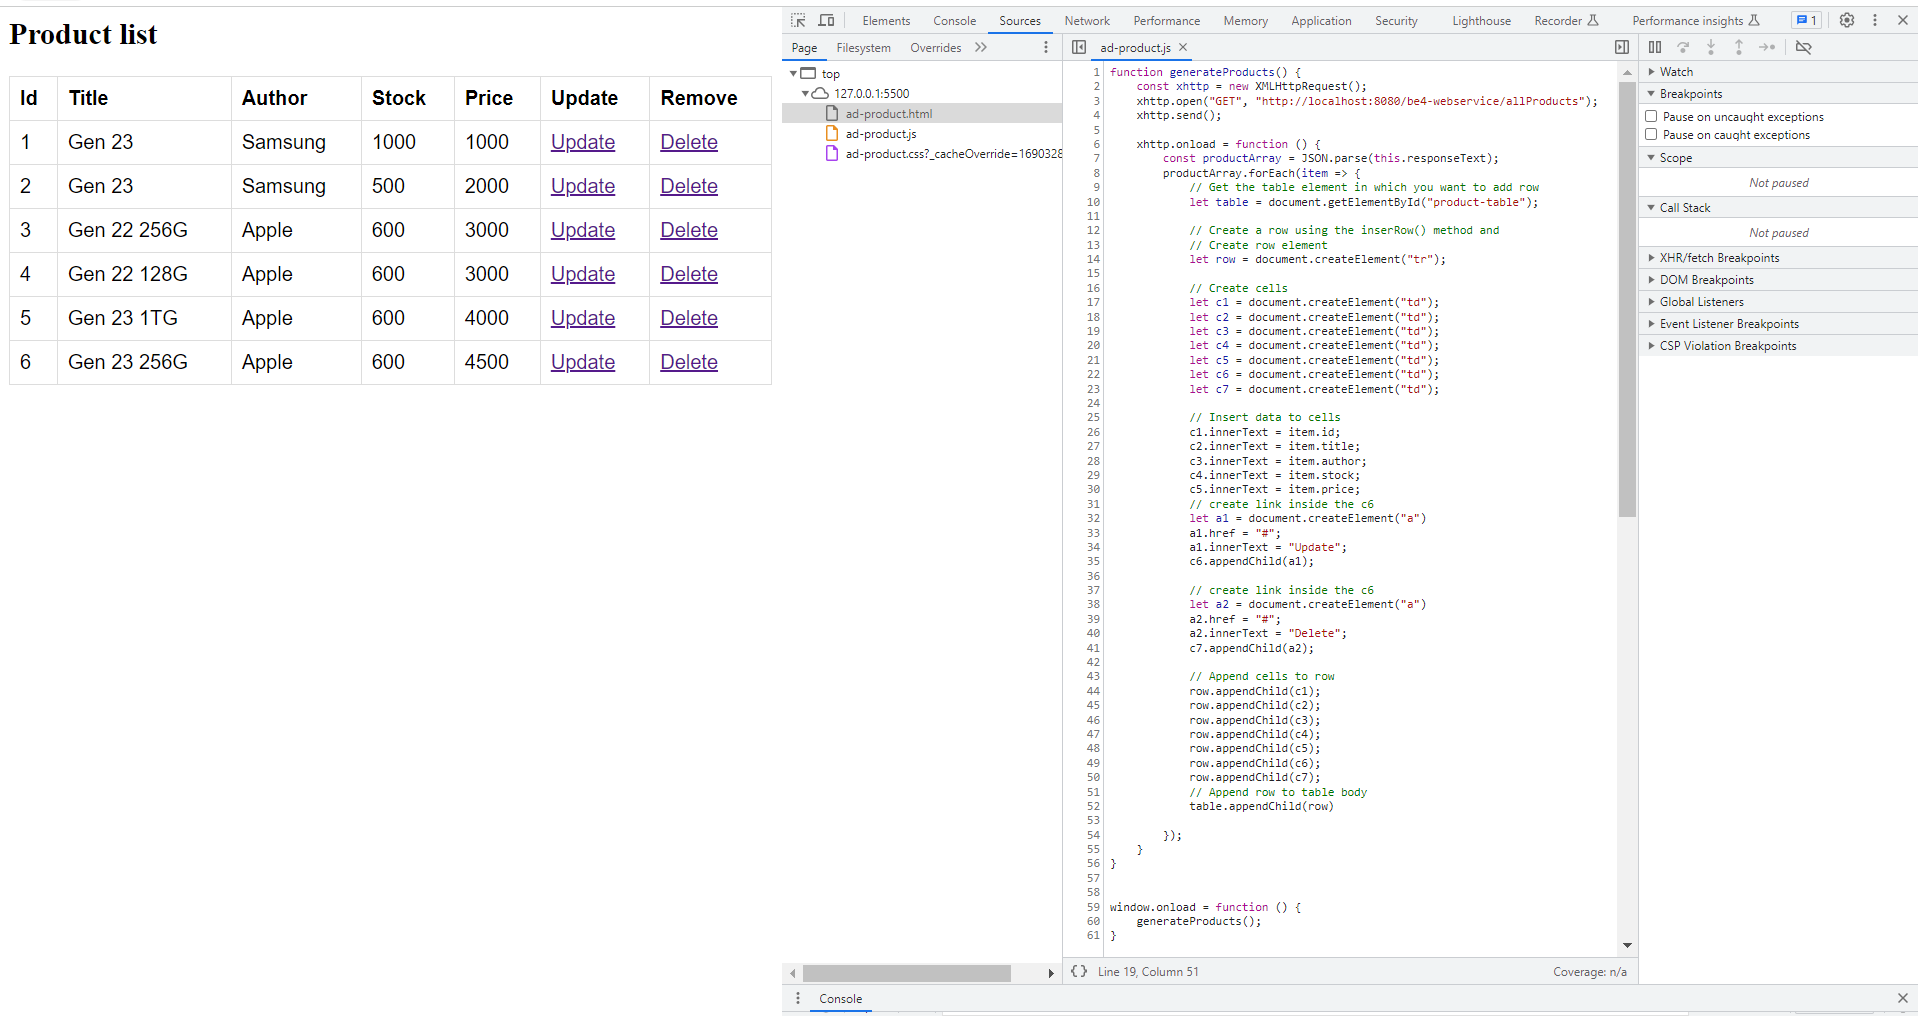 Product list
Id Title Author Stock Price Update Remove
1 Gen 23 Samsung 1000 1000 Update Delete
2 Gen 23 Samsung 500 2000 Update Delete
3 Gen 22 256G Apple 600 3000 Update Delete
4 Gen 22 128G Apple 600 3000 Update Delete
5 Gen 23 1TG Apple 600 4000 Update Delete
6 Gen 23 256G Apple 600 4500 Update Delete
Elements Console Sources Network Performance Memory Application Security Lighthouse Recorder Performance insights 1
Page Filesystem Overrides
top
127.0.0.1:5500
ad-product.html
ad-product.js
ad-product.css?_cacheOverride=1690328
ad-product.js
1 function generateProducts() {
2 const xhttp = new XMLHttpRequest();
3 xhttp.open("GET", "http://localhost:8080/be4-webservice/allProducts");
4 xhttp.send();
5
6 xhttp.onload = function () {
7 const productArray = JSON.parse(this.responseText);
8 productArray.forEach(item => {
9 // Get the table element in which you want to add row
10 let table = document.getElementById("product-table");
11
12 // Create a row using the inserRow() method and
13 // Create row element
14 let row = document.createElement("tr");
15
16 // Create cells
17 let c1 = document.createElement("td");
18 let c2 = document.createElement("td");
19 let c3 = document.createElement("td");
20 let c4 = document.createElement("td");
21 let c5 = document.createElement("td");
22 let c6 = document.createElement("td");
23 let c7 = document.createElement("td");
24
25 // Insert data to cells
26 c1.innerText = item.id;
27 c2.innerText = item.title;
28 c3.innerText = item.author;
29 c4.innerText = item.stock;
30 c5.innerText = item.price;
31 // create link inside the c6
32 let a1 = document.createElement("a")
33 a1.href = "#";
34 a1.innerText = "Update";
35 c6.appendChild(a1);
36
37 // create link inside the c6
38 let a2 = document.createElement("a")
39 a2.href = "#";
40 a2.innerText = "Delete";
41 c7.appendChild(a2);
42
43 // Append cells to row
44 row.appendChild(c1);
45 row.appendChild(c2);
46 row.appendChild(c3);
47 row.appendChild(c4);
48 row.appendChild(c5);
49 row.appendChild(c6);
50 row.appendChild(c7);
51 // Append row to table body
52 table.appendChild(row)
53
54 });
55 }
56 }
57
58
59 window.onload = function () {
60 generateProducts();
61 }
{} Line 19, Column 51 Coverage: n/a
Watch
Breakpoints
Pause on uncaught exceptions
Pause on caught exceptions
Scope
Not paused
Call Stack
Not paused
XHR/fetch Breakpoints
DOM Breakpoints
Global Listeners
Event Listener Breakpoints
CSP Violation Breakpoints
Console